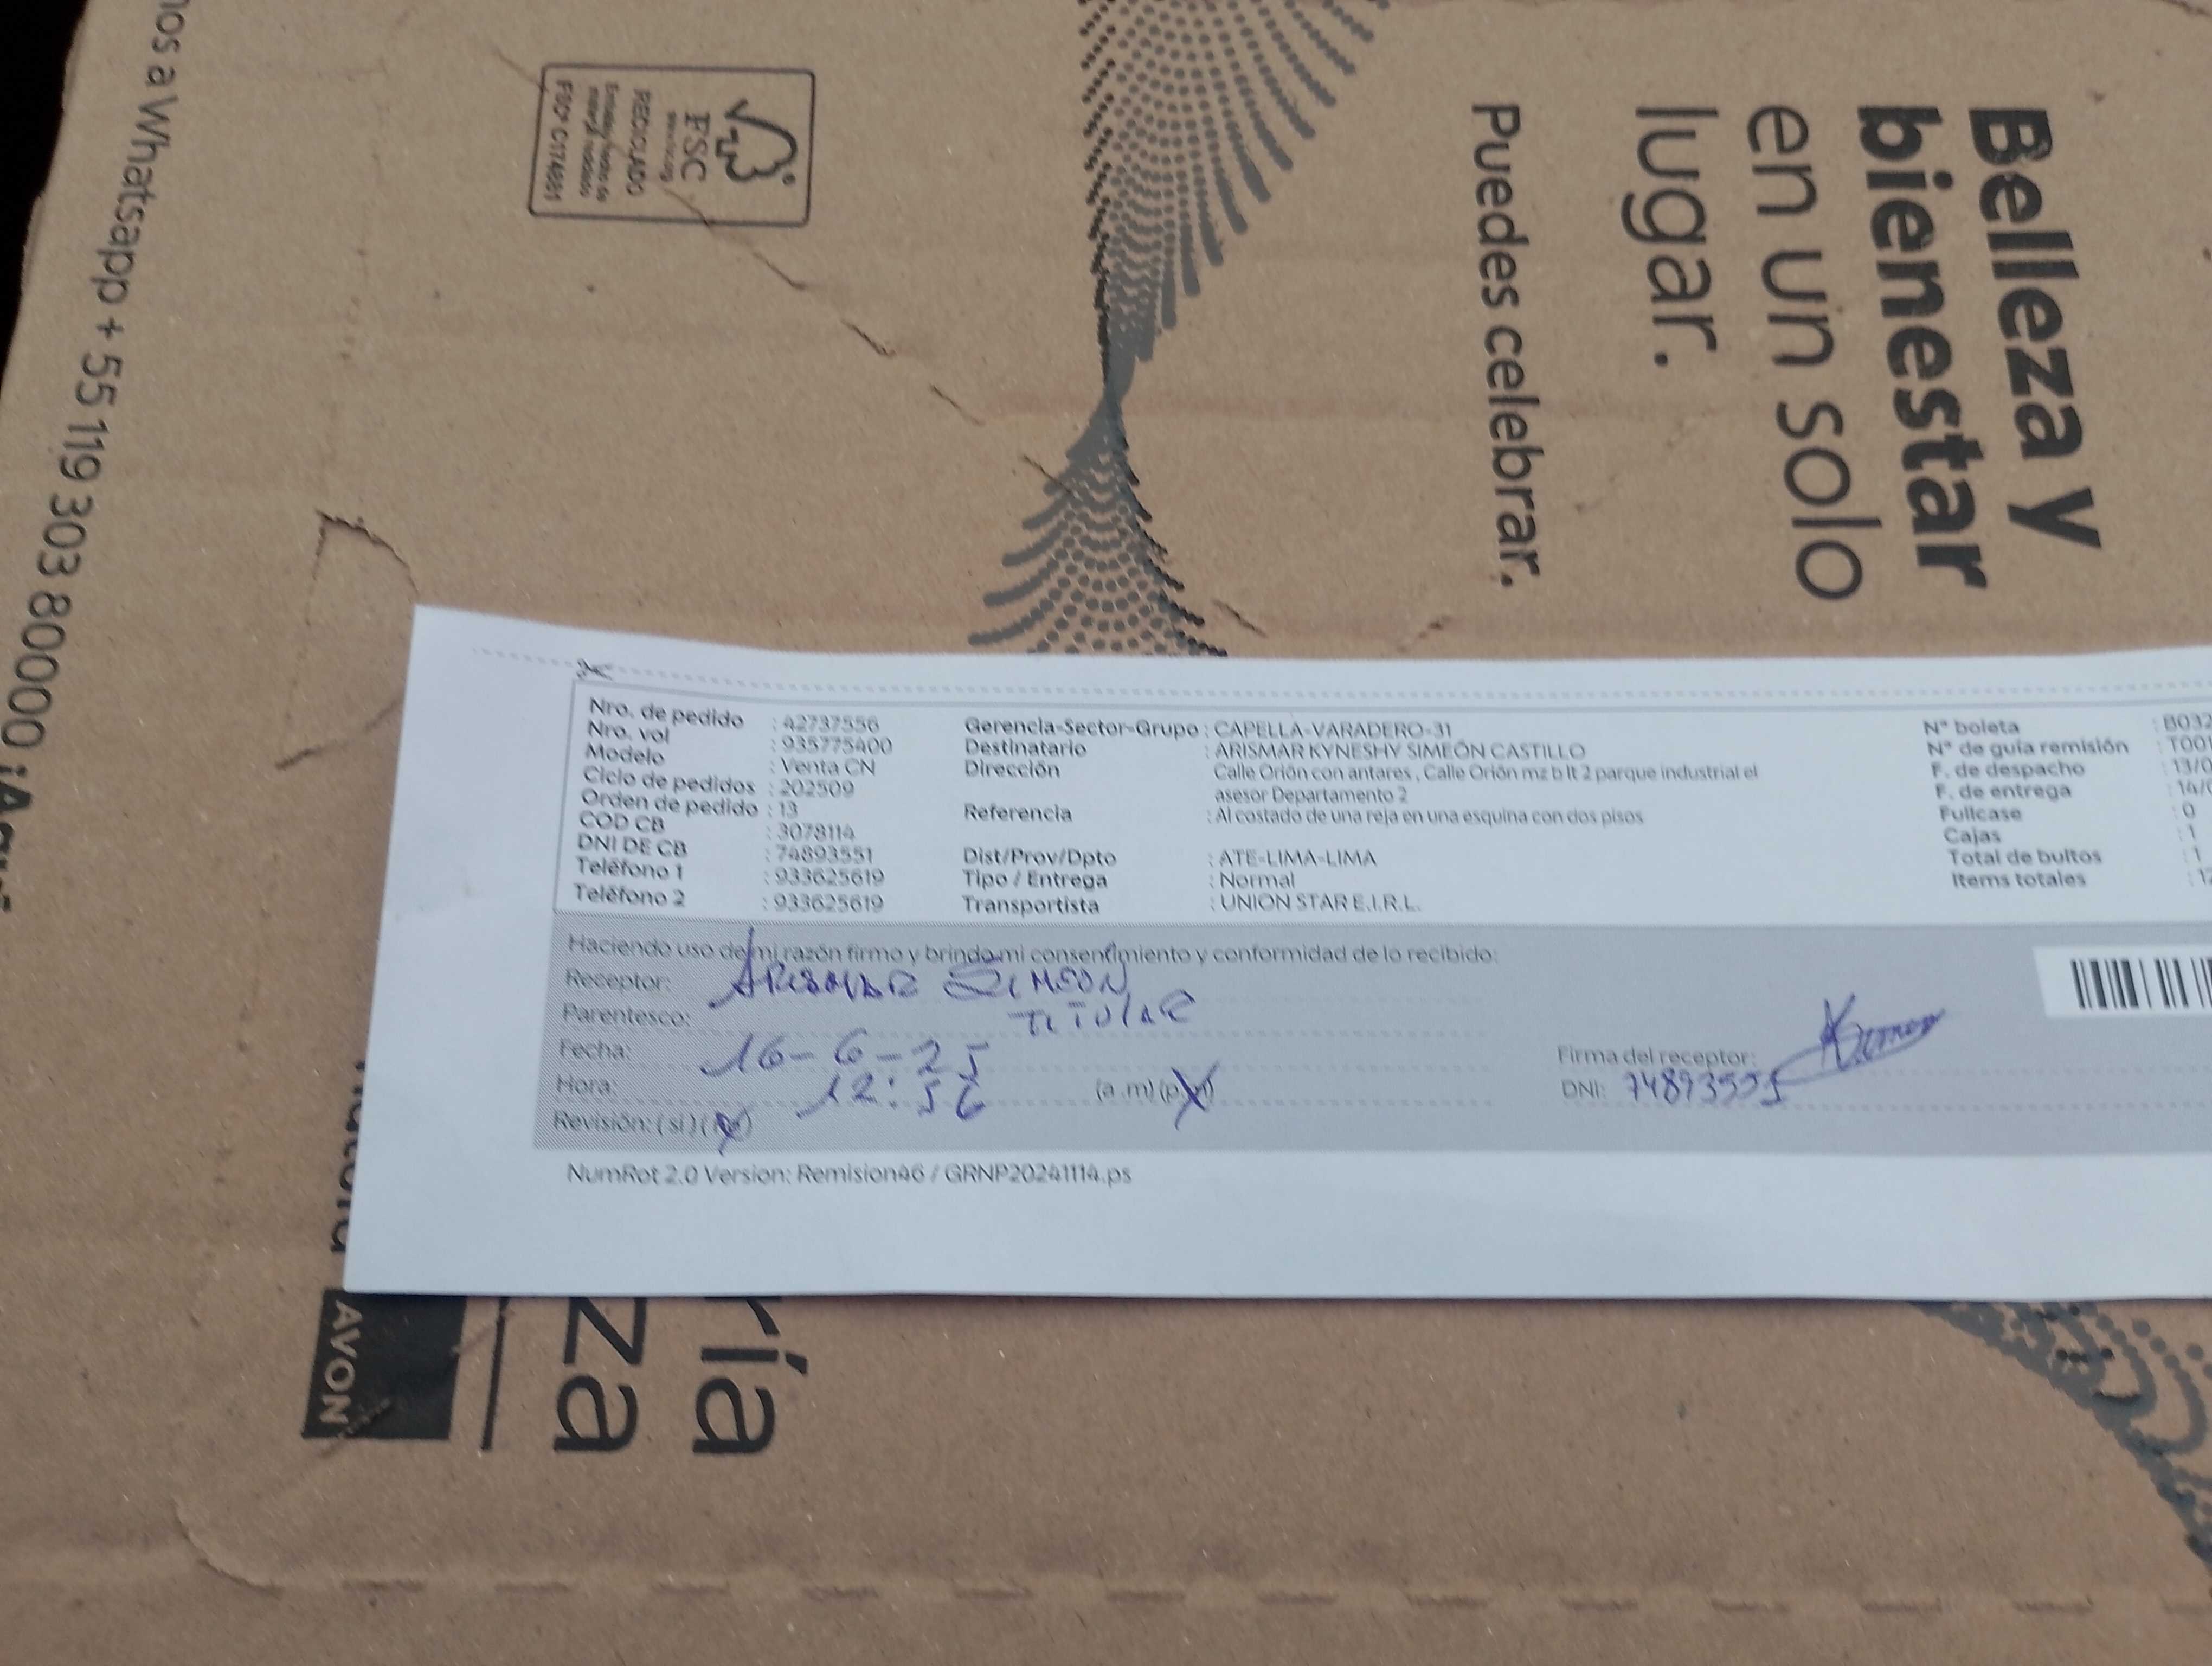 Belleza y
bienestar
en un solo
lugar.
Puedes celebrar.
FSC
RECICLADO
FSC® C174881
a Whatsapp + 55 119 303 80000
AVON
Nro. de pedido : 42737556
Nro. vol : 935775400
Modelo : Venta CN
Ciclo de pedidos : 202509
Orden de pedido : 13
COD CB : 3078114
DNI DE CB : 74893551
Teléfono 1 : 933625619
Teléfono 2 : 933625619
Gerencia-Sector-Grupo : CAPELLA-VARADERO-31
Destinatario : ARISMAR KYNESHY SIMEÓN CASTILLO
Dirección Calle Orión con antares , Calle Orión mz b lt 2 parque industrial el
asesor Departamento 2
Referencia : Al costado de una reja en una esquina con dos pisos
Dist/Prov/Dpto : ATE-LIMA-LIMA
Tipo / Entrega : Normal
Transportista : UNION STAR E.I.R.L.
N° boleta : B032
N° de guía remisión : T001
F. de despacho : 13/0
F. de entrega : 14/0
Fullcase : 0
Cajas : 1
Total de bultos : 1
Items totales : 12
Haciendo uso de mi razón firmo y brindo mi consentimiento y conformidad de lo recibido:
Receptor: ARISMAR SIMEON
Parentesco: TITULAR
Fecha: 16-6-25
Hora: 12:56 (a.m) (p.m)
Revisión: ( si ) (no)
Firma del receptor:
DNI: 74893551
NumRot 2.0 Version: Remision46 / GRNP20241114.ps